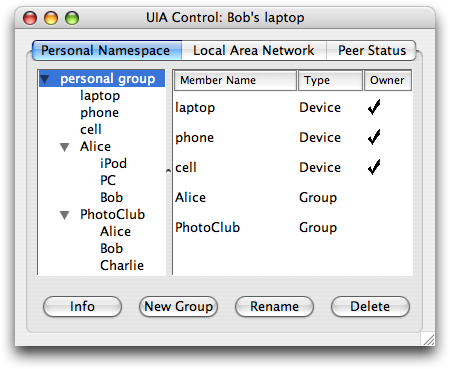 UIA Control: Bob's laptop
Personal Namespace Local Area Network Peer Status
personal group
laptop
phone
cell
Alice
iPod
PC
Bob
PhotoClub
Alice
Bob
Charlie
Member Name Type Owner
laptop Device
phone Device
cell Device
Alice Group
PhotoClub Group
Info New Group Rename Delete